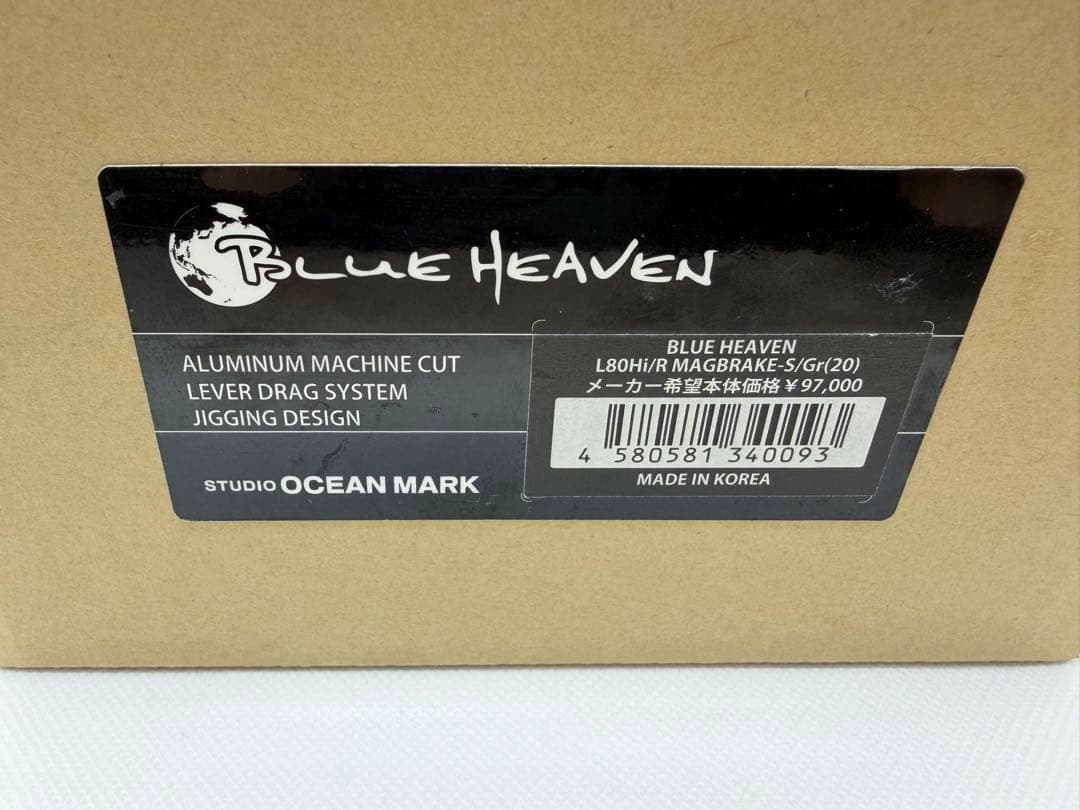 BLUE HEAVEN
ALUMINUM MACHINE CUT
LEVER DRAG SYSTEM
JIGGING DESIGN
STUDIO OCEAN MARK
BLUE HEAVEN
L80Hi/R MAGBRAKE-S/Gr(20)
メーカー希望本体価格￥97,000
4 580581 340093
MADE IN KOREA